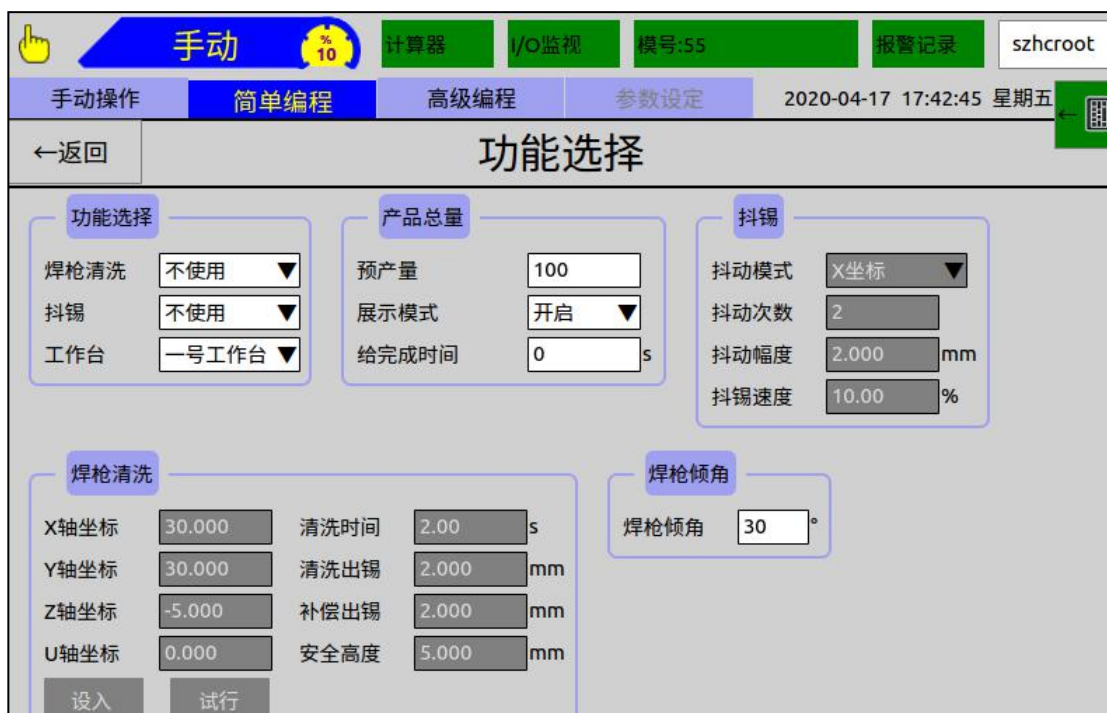 手动 % 10 计算器 I/O监视 模号:55 报警记录 szhcroot
手动操作 简单编程 高级编程 参数设定 2020-04-17 17:42:45 星期五 ←
←返回 功能选择
功能选择 产品总量 抖锡
焊枪清洗 不使用 ▼ 预产量 100 抖动模式 X坐标 ▼
抖锡 不使用 ▼ 展示模式 开启 ▼ 抖动次数 2
工作台 一号工作台 ▼ 给完成时间 0 s 抖动幅度 2.000 mm
抖锡速度 10.00 %
焊枪清洗 焊枪倾角
X轴坐标 30.000 清洗时间 2.00 s 焊枪倾角 30 °
Y轴坐标 30.000 清洗出锡 2.000 mm
Z轴坐标 -5.000 补偿出锡 2.000 mm
U轴坐标 0.000 安全高度 5.000 mm
设入 试行